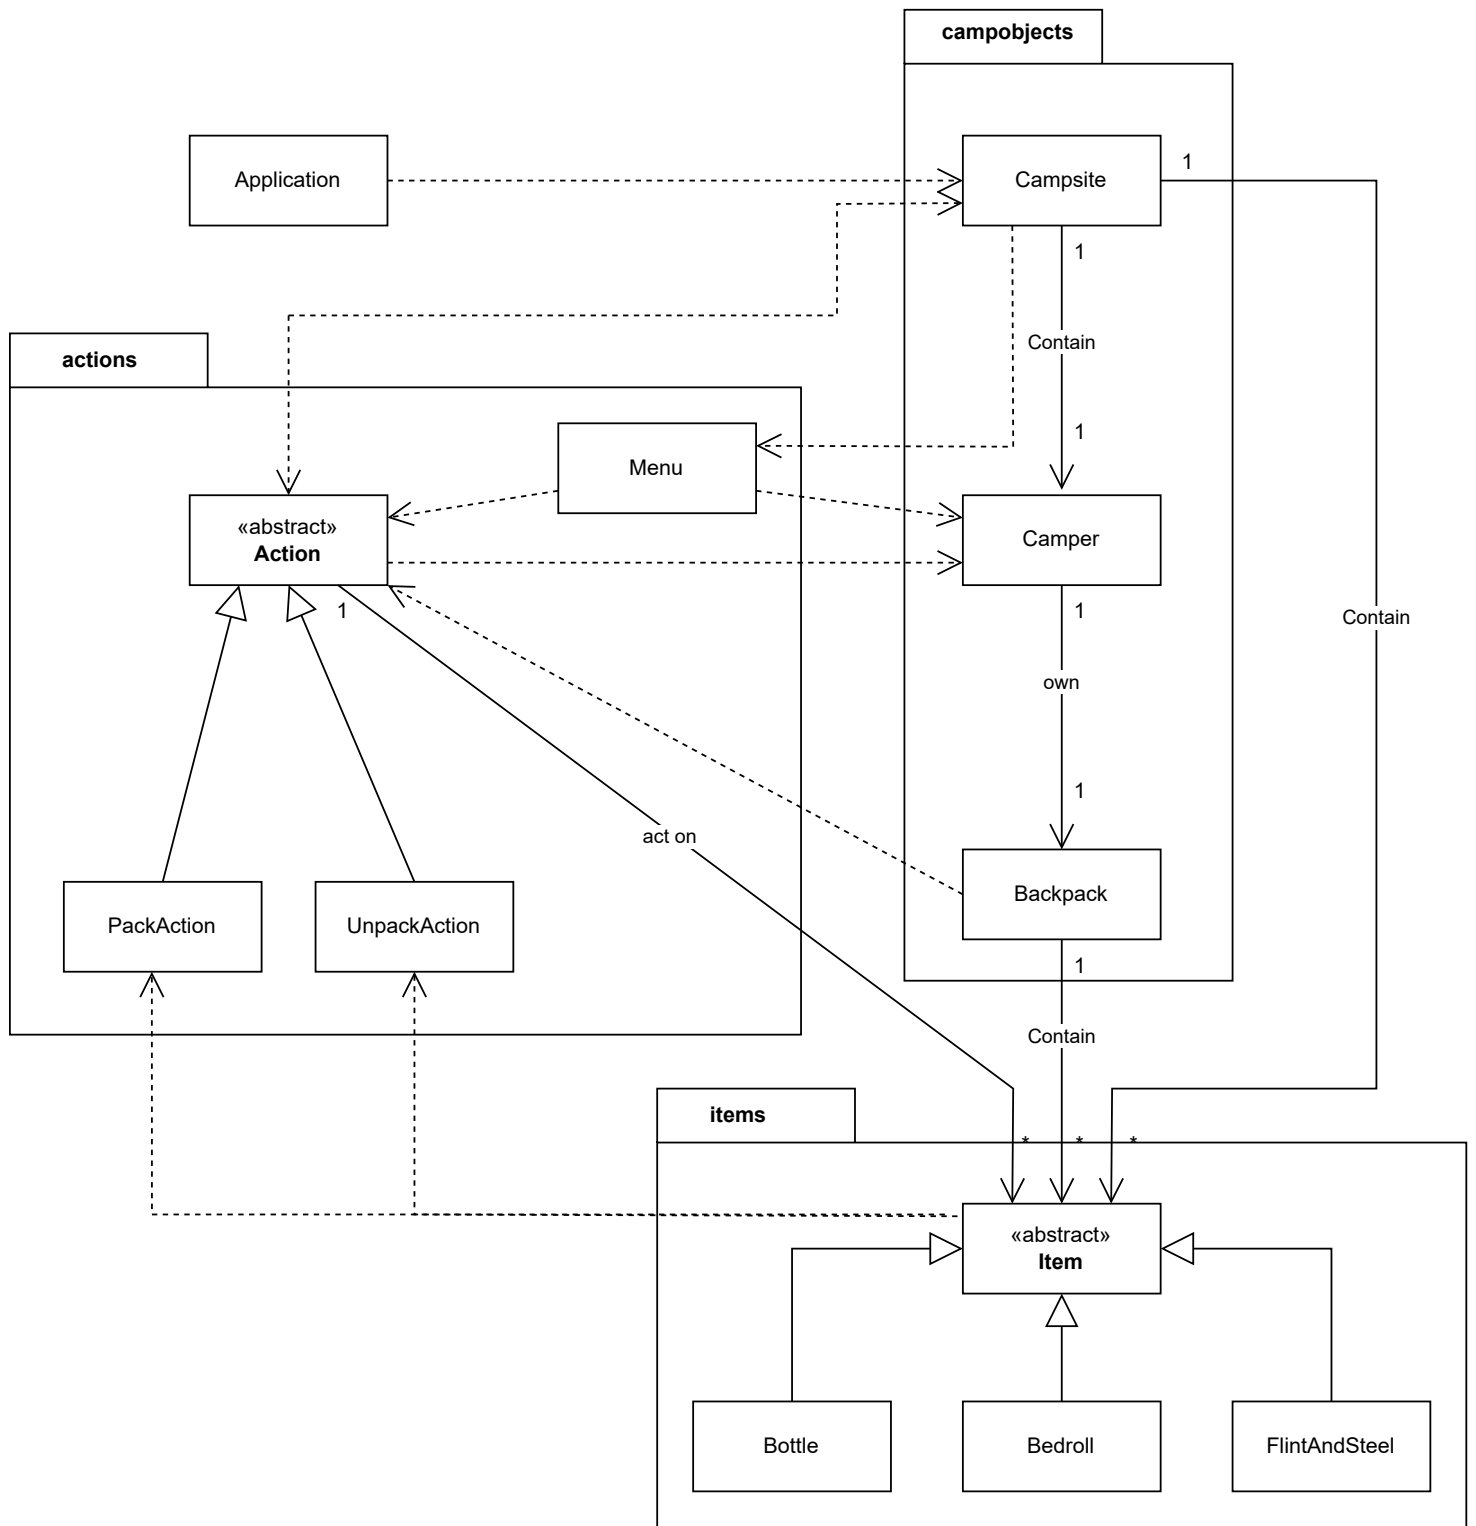 campobjects
Application
Campsite
1
1
Contain
actions
1
Menu
«abstract»
Action
Camper
1
1
Contain
own
1
act on
Backpack
PackAction
UnpackAction
1
Contain
items
*
*
*
«abstract»
Item
Bottle
Bedroll
FlintAndSteel